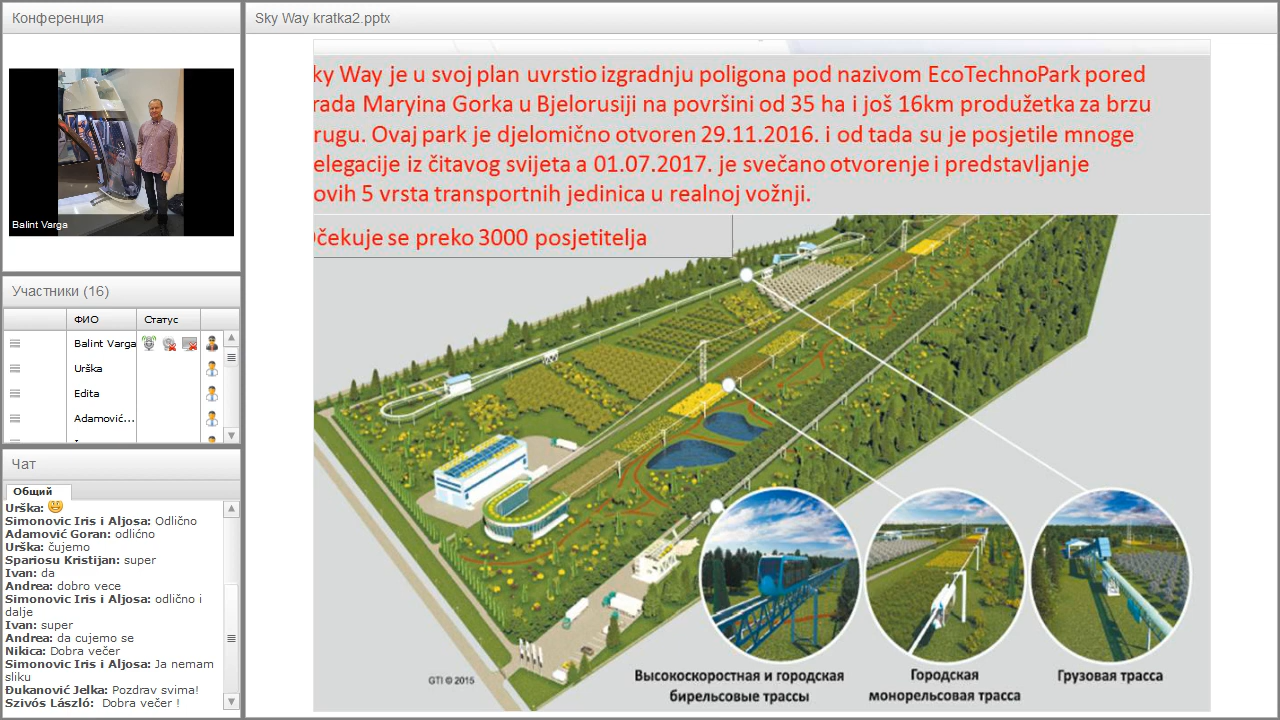 Конференция
Balint Varga
Участники (16)
ФИО Статус
Balint Varga
Urška
Edita
Adamović...
Чат
Общий
Urška:
Simonovic Iris i Aljosa: Odlično
Adamović Goran: odlično
Urška: čujemo
Spariosu Kristijan: super
Ivan: da
Andrea: dobro vece
Simonovic Iris i Aljosa: odlično i
dalje
Ivan: super
Andrea: da cujemo se
Nikica: Dobra večer
Simonovic Iris i Aljosa: Ja nemam
sliku
Đukanović Jelka: Pozdrav svima!
Szivós László: Dobra večer !
Sky Way kratka2.pptx
ky Way je u svoj plan uvrstio izgradnju poligona pod nazivom EcoTechnoPark pored
rada Maryina Gorka u Bjelorusiji na površini od 35 ha i još 16km produžetka za brzu
rugu. Ovaj park je djelomično otvoren 29.11.2016. i od tada su je posjetile mnoge
elegacije iz čitavog svijeta a 01.07.2017. je svečano otvorenje i predstavljanje
ovih 5 vrsta transportnih jedinica u realnoj vožnji.
čekuje se preko 3000 posjetitelja
GTI © 2015
Высокоскоростная и городская
бирельсовые трассы
Городская
монорельсовая трасса
Грузовая трасса